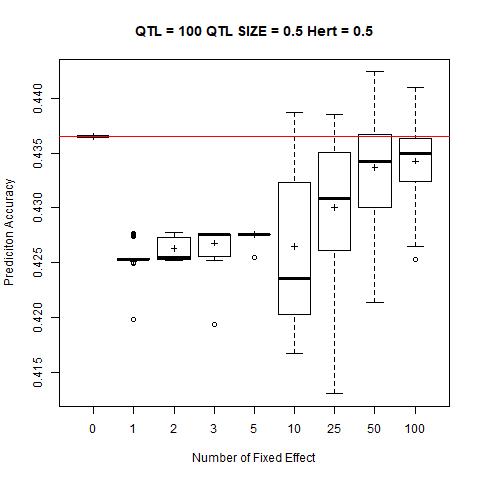 QTL = 100 QTL SIZE = 0.5 Hert = 0.5
Prediciton Accuracy
0.440
0.435
0.430
0.425
0.420
0.415
0 1 2 3 5 10 25 50 100
Number of Fixed Effect